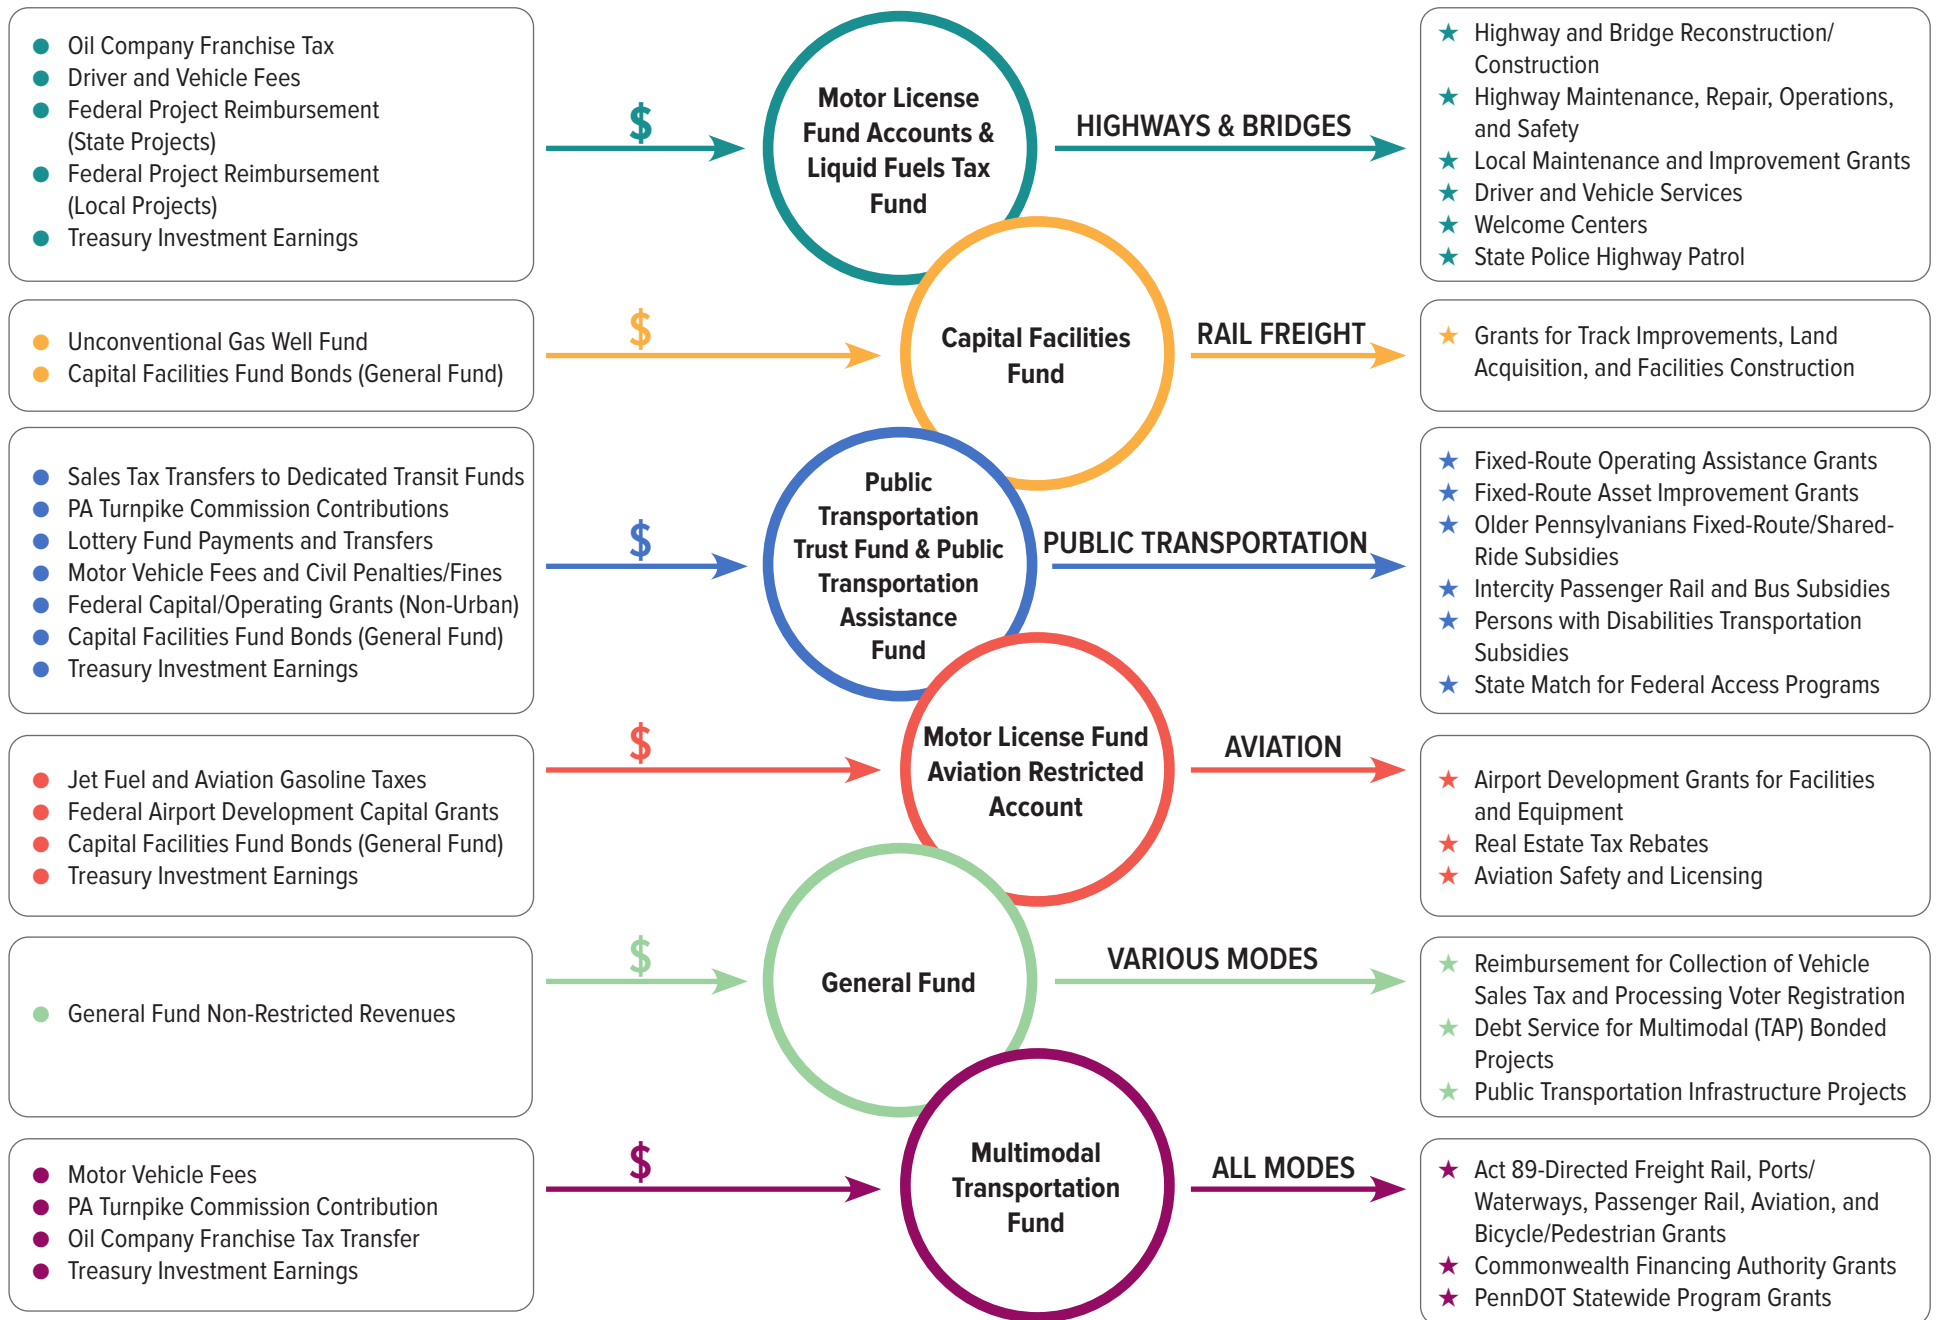 Oil Company Franchise Tax
Driver and Vehicle Fees
Federal Project Reimbursement
(State Projects)
Federal Project Reimbursement
(Local Projects)
Treasury Investment Earnings
$
Motor License
Fund Accounts &
Liquid Fuels Tax
Fund
HIGHWAYS & BRIDGES
Highway and Bridge Reconstruction/
Construction
Highway Maintenance, Repair, Operations,
and Safety
Local Maintenance and Improvement Grants
Driver and Vehicle Services
Welcome Centers
State Police Highway Patrol
Unconventional Gas Well Fund
Capital Facilities Fund Bonds (General Fund)
$
Capital Facilities
Fund
RAIL FREIGHT
Grants for Track Improvements, Land
Acquisition, and Facilities Construction
Sales Tax Transfers to Dedicated Transit Funds
PA Turnpike Commission Contributions
Lottery Fund Payments and Transfers
Motor Vehicle Fees and Civil Penalties/Fines
Federal Capital/Operating Grants (Non-Urban)
Capital Facilities Fund Bonds (General Fund)
Treasury Investment Earnings
$
Public
Transportation
Trust Fund & Public
Transportation
Assistance
Fund
PUBLIC TRANSPORTATION
Fixed-Route Operating Assistance Grants
Fixed-Route Asset Improvement Grants
Older Pennsylvanians Fixed-Route/Shared-
Ride Subsidies
Intercity Passenger Rail and Bus Subsidies
Persons with Disabilities Transportation
Subsidies
State Match for Federal Access Programs
Jet Fuel and Aviation Gasoline Taxes
Federal Airport Development Capital Grants
Capital Facilities Fund Bonds (General Fund)
Treasury Investment Earnings
$
Motor License Fund
Aviation Restricted
Account
AVIATION
Airport Development Grants for Facilities
and Equipment
Real Estate Tax Rebates
Aviation Safety and Licensing
General Fund Non-Restricted Revenues
$
General Fund
VARIOUS MODES
Reimbursement for Collection of Vehicle
Sales Tax and Processing Voter Registration
Debt Service for Multimodal (TAP) Bonded
Projects
Public Transportation Infrastructure Projects
Motor Vehicle Fees
PA Turnpike Commission Contribution
Oil Company Franchise Tax Transfer
Treasury Investment Earnings
$
Multimodal
Transportation
Fund
ALL MODES
Act 89-Directed Freight Rail, Ports/
Waterways, Passenger Rail, Aviation, and
Bicycle/Pedestrian Grants
Commonwealth Financing Authority Grants
PennDOT Statewide Program Grants